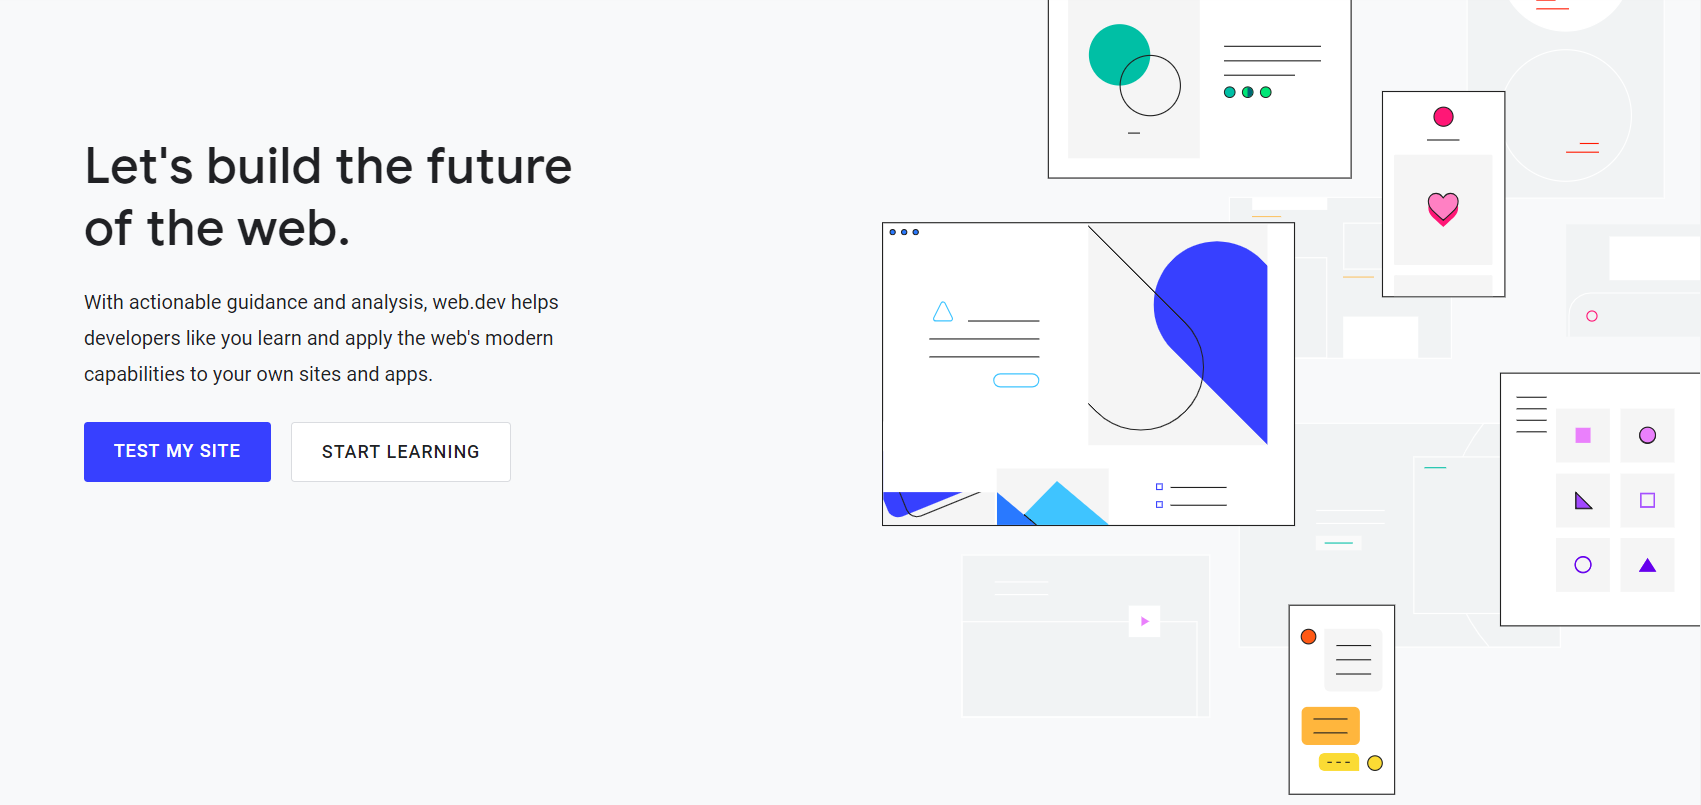 Let's build the future
of the web.
With actionable guidance and analysis, web.dev helps
developers like you learn and apply the web's modern
capabilities to your own sites and apps.
TEST MY SITE
START LEARNING